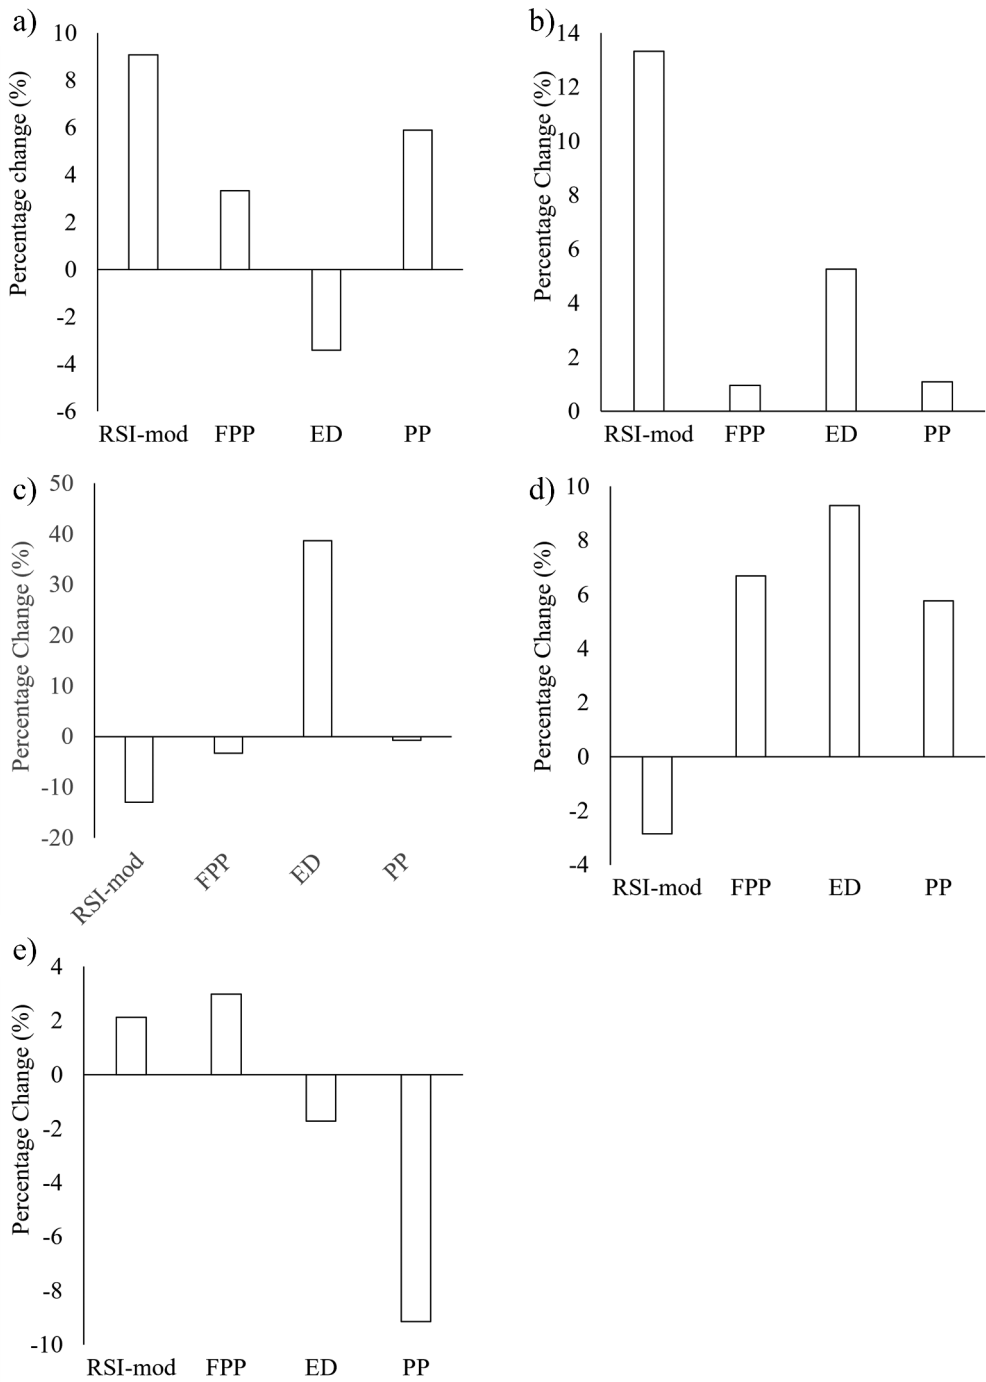 a)
Percentage change (%)
10
8
6
4
2
0
-2
-4
-6
RSI-mod FPP ED PP
b)
Percentage Change (%)
14
12
10
8
6
4
2
0
RSI-mod FPP ED PP
c)
Percentage Change (%)
50
40
30
20
10
0
-10
-20
RSI-mod FPP ED PP
d)
Percentage Change (%)
10
8
6
4
2
0
-2
-4
RSI-mod FPP ED PP
e)
Percentage Change (%)
4
2
0
-2
-4
-6
-8
-10
RSI-mod FPP ED PP